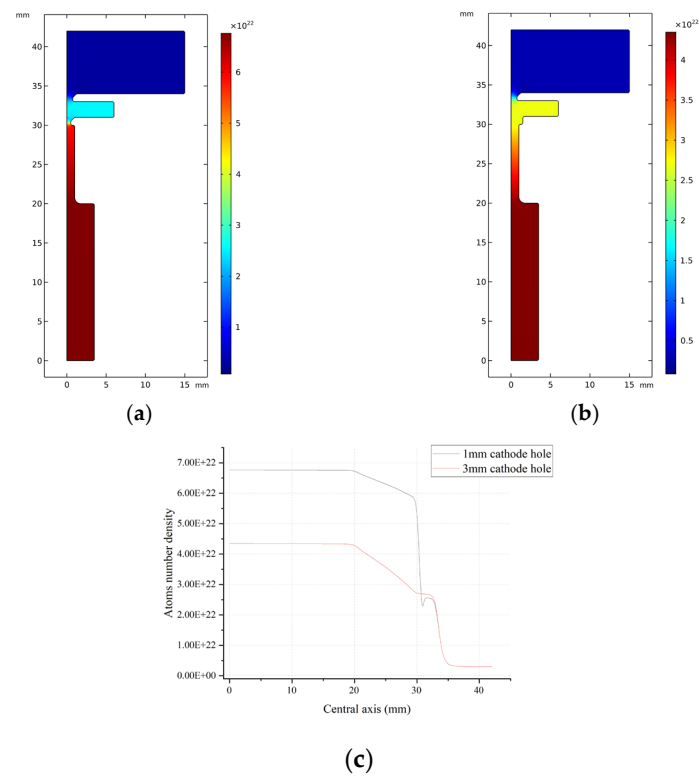 mm
×10²²
40
35
30
25
20
15
10
5
0
0
5
10
15
mm
6
5
4
3
2
1
(a)
mm
×10²²
40
35
30
25
20
15
10
5
0
0
5
10
15
mm
4
3.5
3
2.5
2
1.5
1
0.5
(b)
1mm cathode hole
3mm cathode hole
7.00E+22
6.00E+22
5.00E+22
4.00E+22
3.00E+22
2.00E+22
1.00E+22
0.00E+00
Atoms number density
0
10
20
30
40
Central axis (mm)
(c)